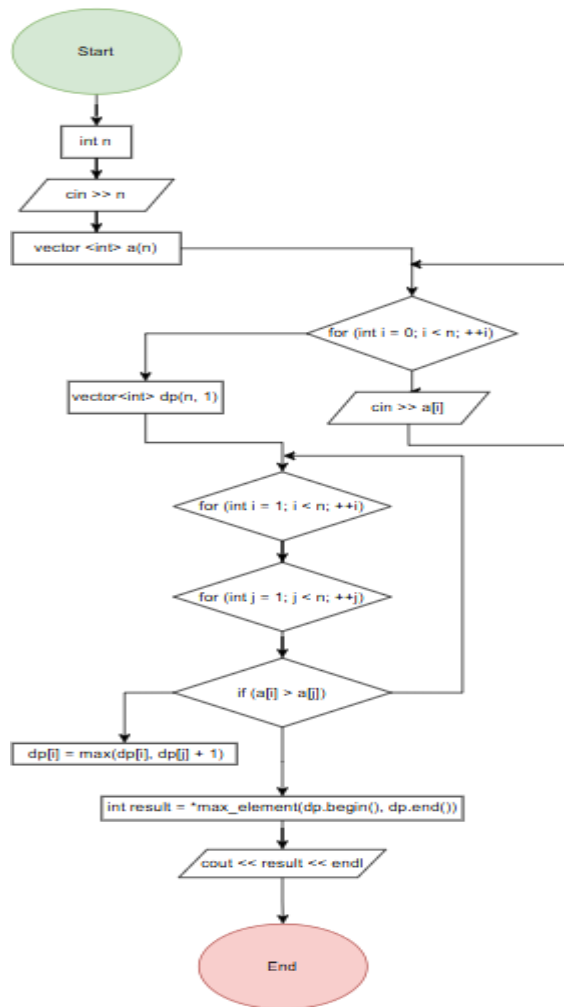 Start
int n
cin >> n
vector <int> a(n)
for (int i = 0; i < n; ++i)
vector<int> dp(n, 1)
cin >> a[i]
for (int i = 1; i < n; ++i)
for (int j = 1; j < n; ++j)
if (a[i] > a[j])
dp[i] = max(dp[i], dp[j] + 1)
int result = *max_element(dp.begin(), dp.end())
cout << result << endl
End